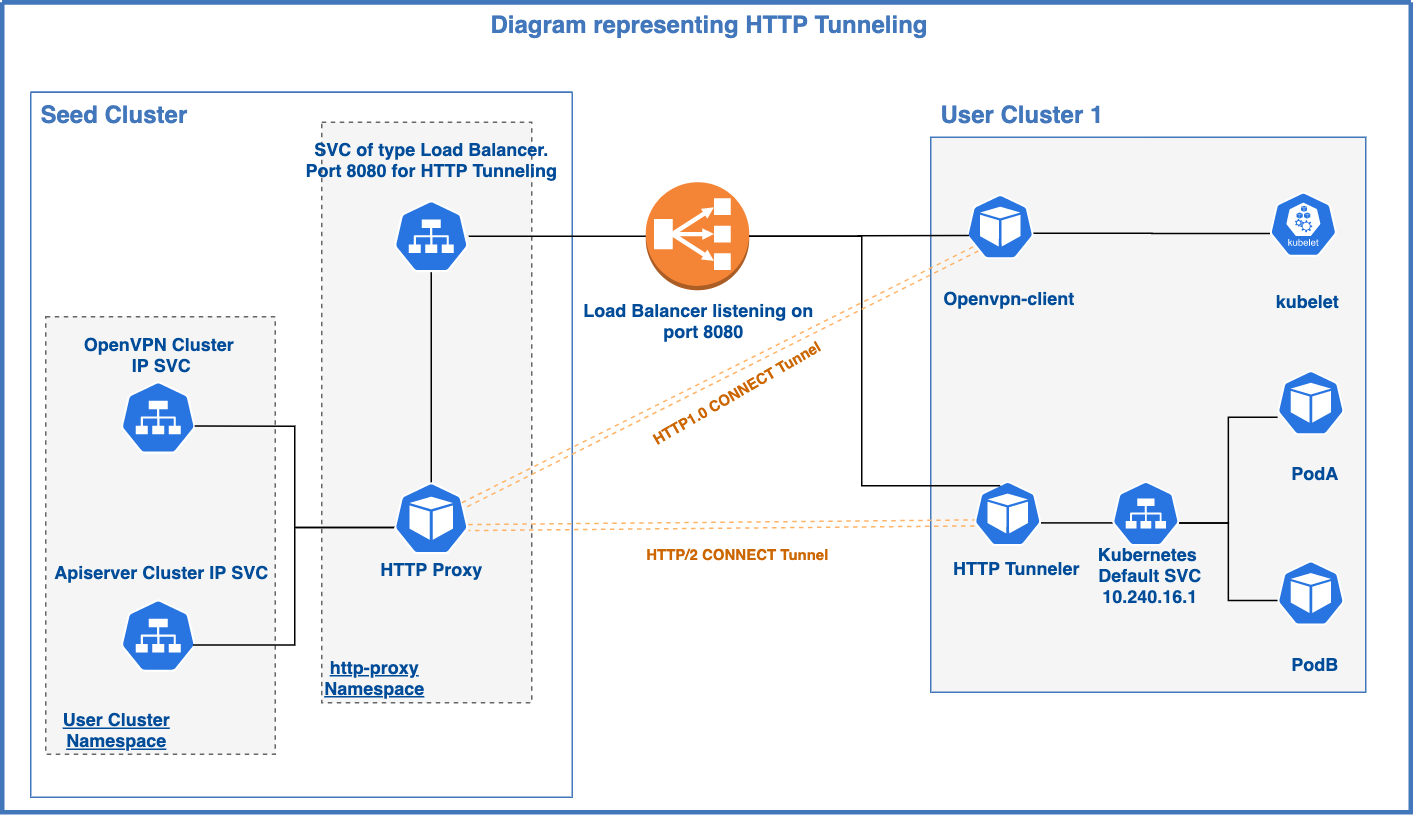 Diagram representing HTTP Tunneling
Seed Cluster
SVC of type Load Balancer.
Port 8080 for HTTP Tunneling
OpenVPN Cluster
IP SVC
Apiserver Cluster IP SVC
User Cluster
Namespace
HTTP Proxy
http-proxy
Namespace
Load Balancer listening on
port 8080
HTTP1.0 CONNECT Tunnel
HTTP/2 CONNECT Tunnel
User Cluster 1
Openvpn-client
kubelet
kubelet
PodA
HTTP Tunneler
Kubernetes
Default SVC
10.240.16.1
PodB